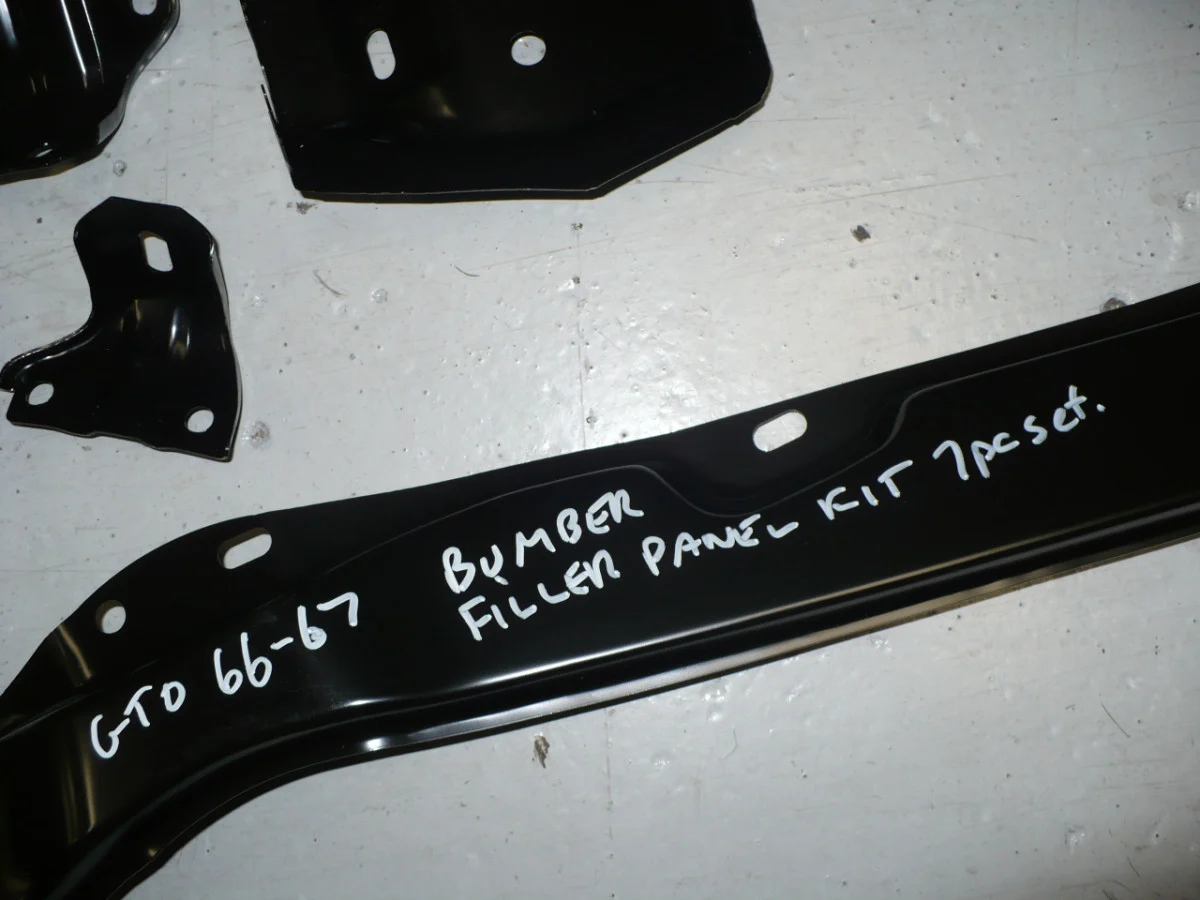 GTO 66-67
BUMBER
FILLER PANEL KIT 7pc set.